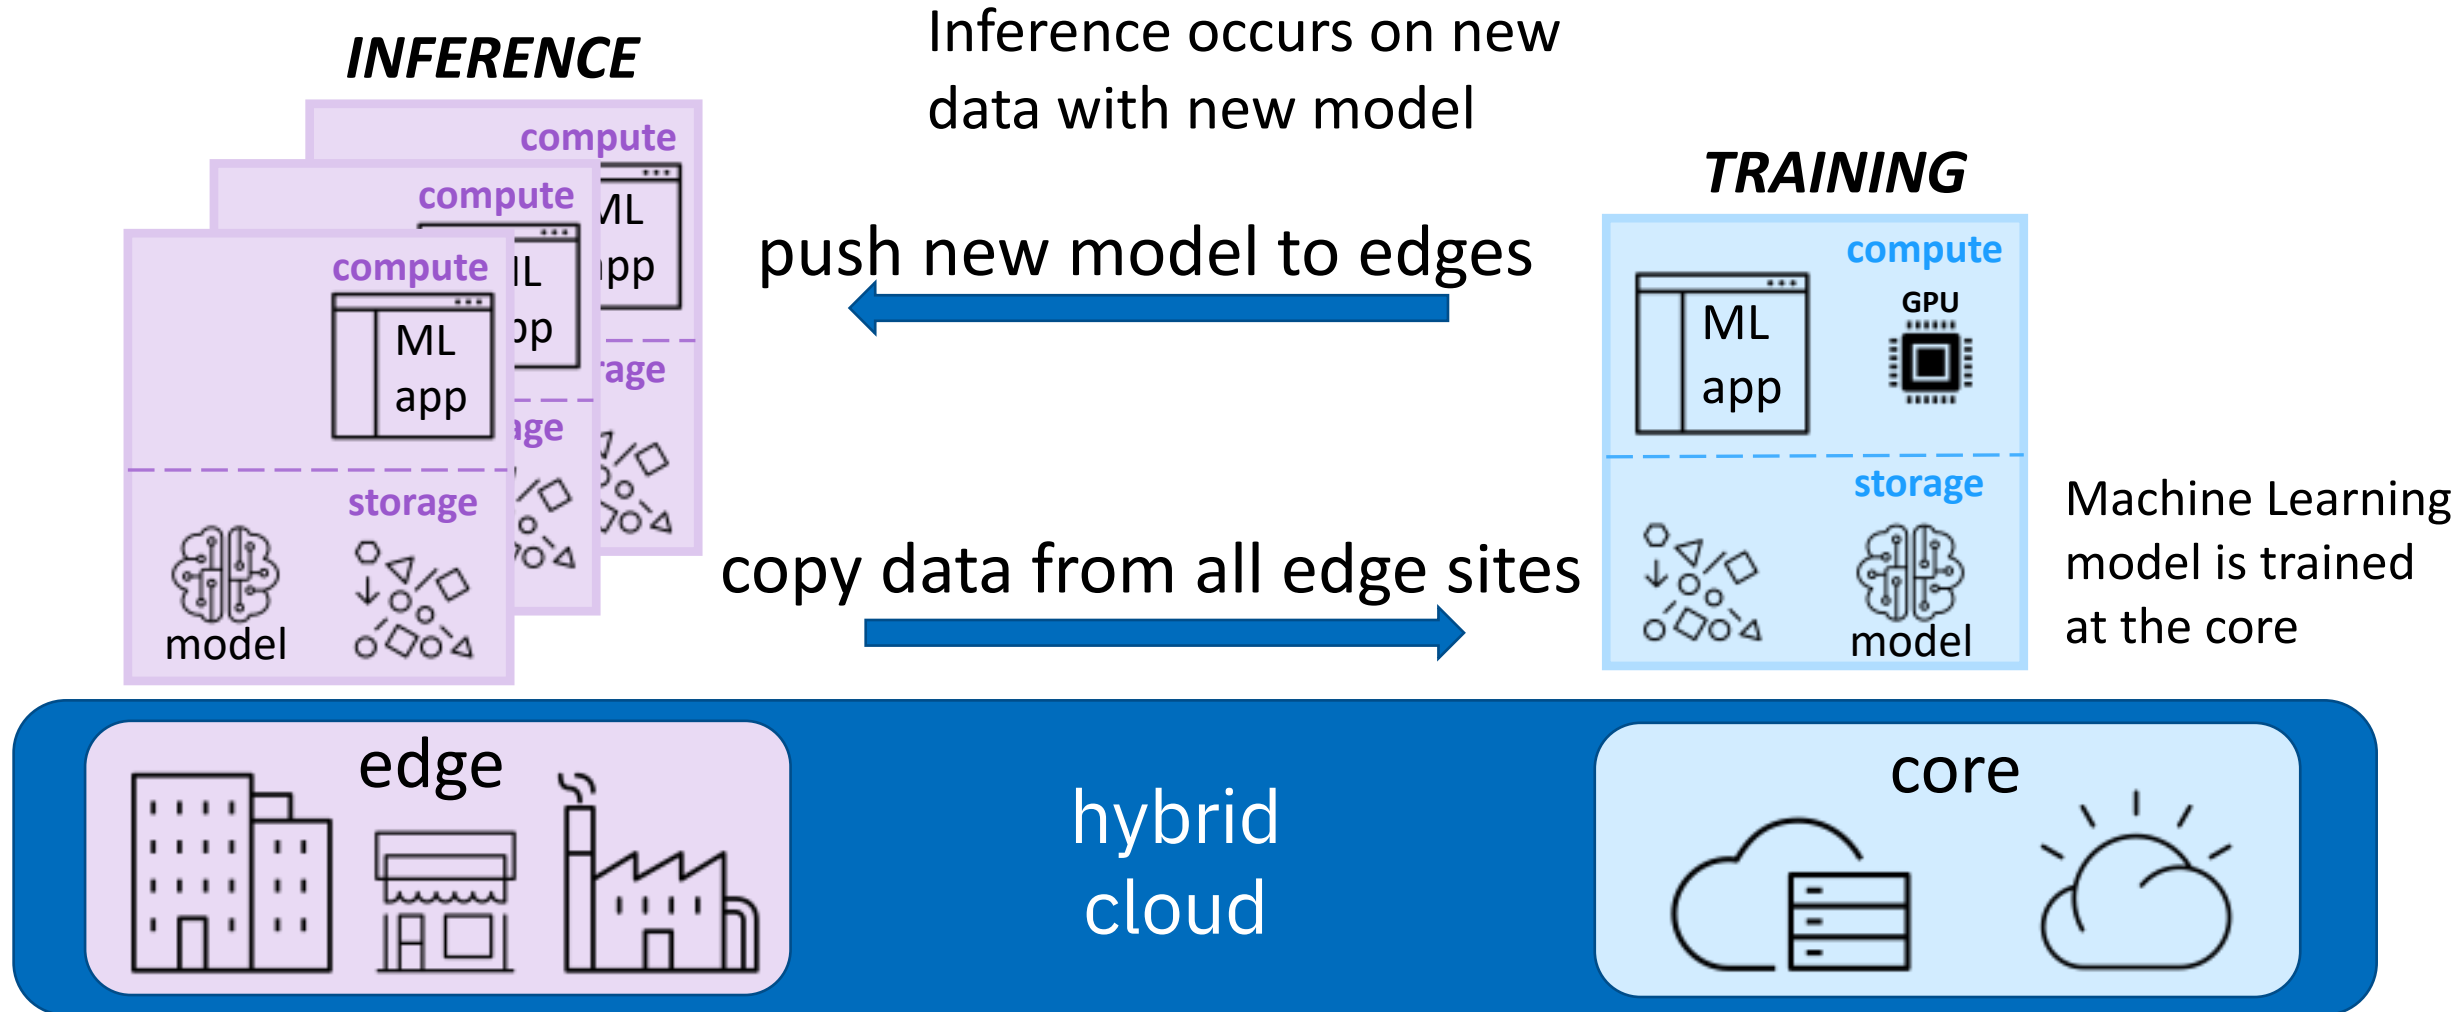 INFERENCE
Inference occurs on new
data with new model
TRAINING
compute
ML
compute
compute
ML
app
storage
model
push new model to edges
copy data from all edge sites
compute
GPU
ML
app
storage
model
Machine Learning
model is trained
at the core
edge
hybrid
cloud
core